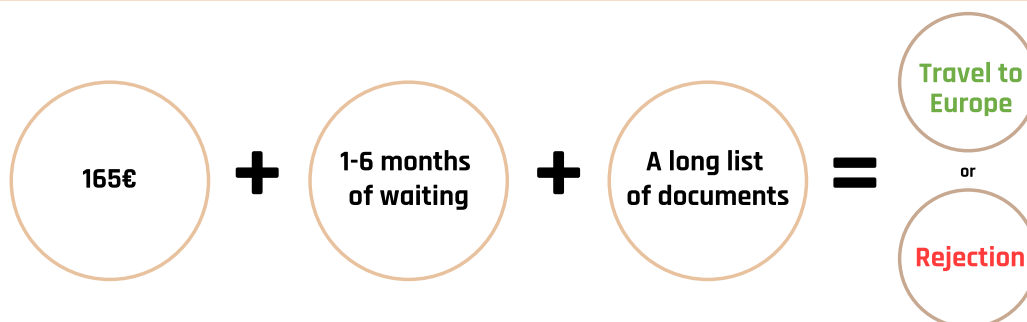 165€
+
1-6 months
of waiting
+
A long list
of documents
=
Travel to
Europe
or
Rejection